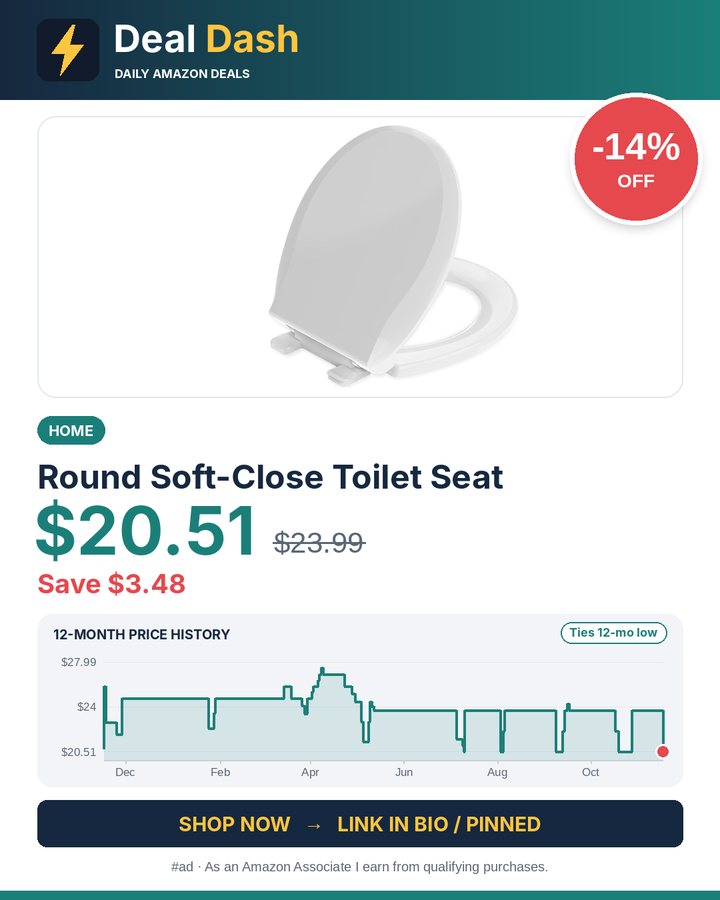 Deal Dash
DAILY AMAZON DEALS
-14%
OFF
HOME
Round Soft-Close Toilet Seat
$20.51 $23.99
Save $3.48
12-MONTH PRICE HISTORY
Ties 12-mo low
$27.99
$24
$20.51
Dec Feb Apr Jun Aug Oct
SHOP NOW → LINK IN BIO / PINNED
#ad · As an Amazon Associate I earn from qualifying purchases.